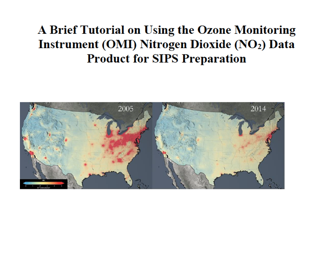 A Brief Tutorial on Using the Ozone Monitoring
Instrument (OMI) Nitrogen Dioxide (NO₂) Data
Product for SIPS Preparation
2005
2014